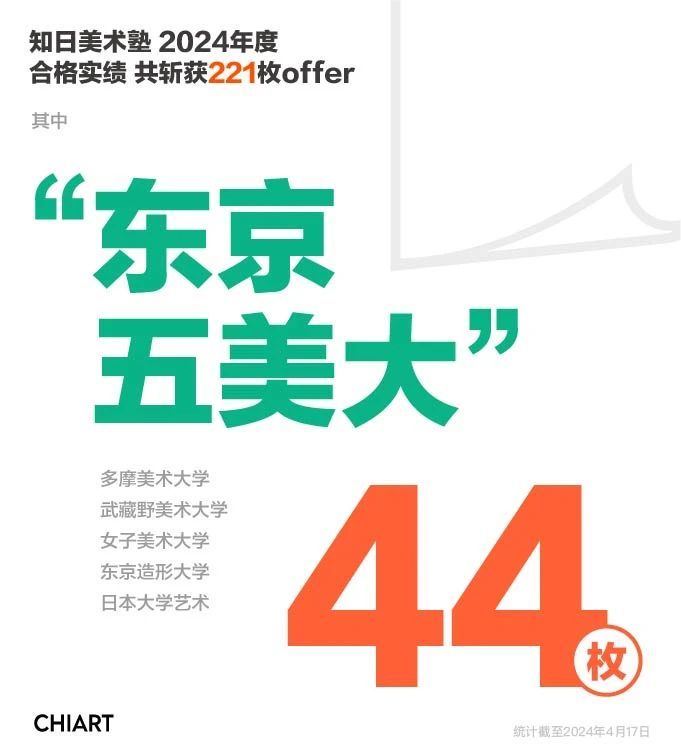 知日美术塾 2024年度
合格实绩 共斩获221枚offer
其中
“东京
五美大”
多摩美术大学
武藏野美术大学
女子美术大学
东京造形大学
日本大学艺术
44枚
CHIART
统计截至2024年4月17日